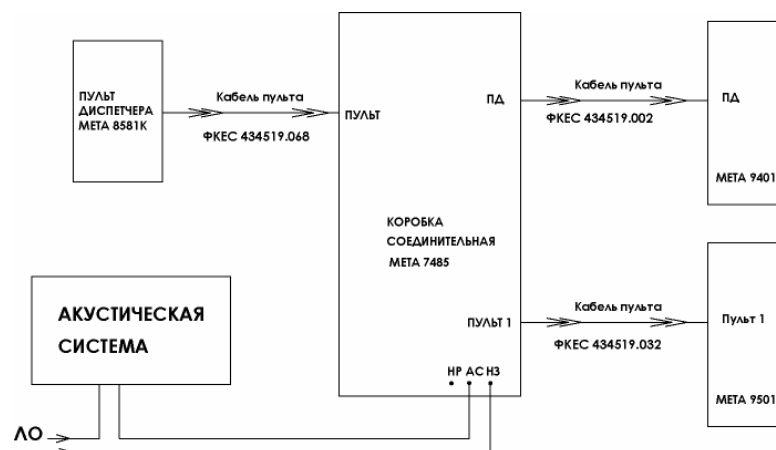 ПУЛЬТ
ДИСПЕТЧЕРА
МЕТА 8581К
Кабель пульта
ФКЕС 434519.068
ПУЛЬТ
ПД
Кабель пульта
ФКЕС 434519.002
ПД
МЕТА 9401
КОРОБКА
СОЕДИНИТЕЛЬНАЯ
МЕТА 7485
ПУЛЬТ 1
Кабель пульта
ФКЕС 434519.032
Пульт 1
МЕТА 9501
НР АС НЗ
АКУСТИЧЕСКАЯ
СИСТЕМА
ЛО